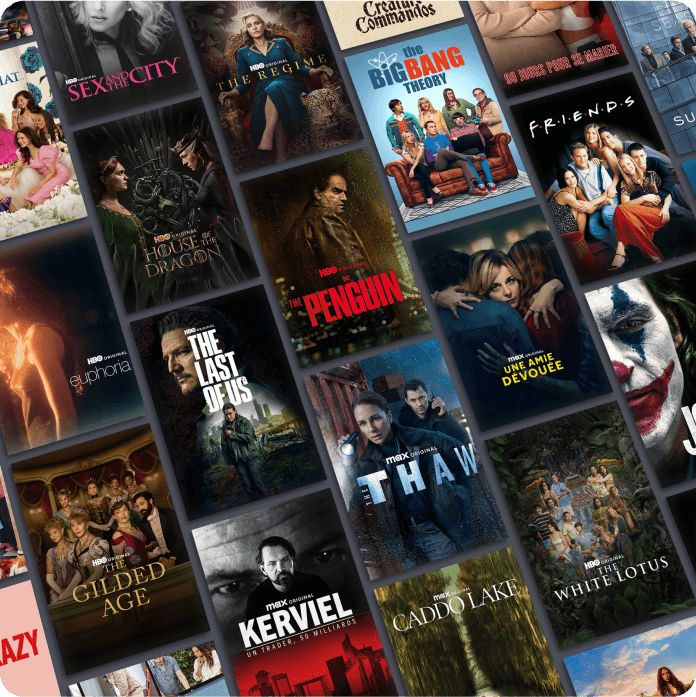 Creature
Commandos
HBO ORIGINAL
SEX AND THE CITY
HBO ORIGINAL
THE REGIME
the
BIG BANG
THEORY
90 JOURS POUR SE MARIER
F·R·I·E·N·D·S
HBO ORIGINAL
HOUSE OF THE
DRAGON
HBO ORIGINAL
THE
PENGUIN
HBO ORIGINAL
euphoria
HBO ORIGINAL
THE
LAST
OF US
max ORIGINAL
UNE AMIE
DÉVOUÉE
max ORIGINAL
THE THAW
HBO ORIGINAL
THE
GILDED
AGE
max ORIGINAL
KERVIEL
UN TRADER, 50 MILLIARDS
CADDO LAKE
HBO ORIGINAL
THE
WHITE LOTUS